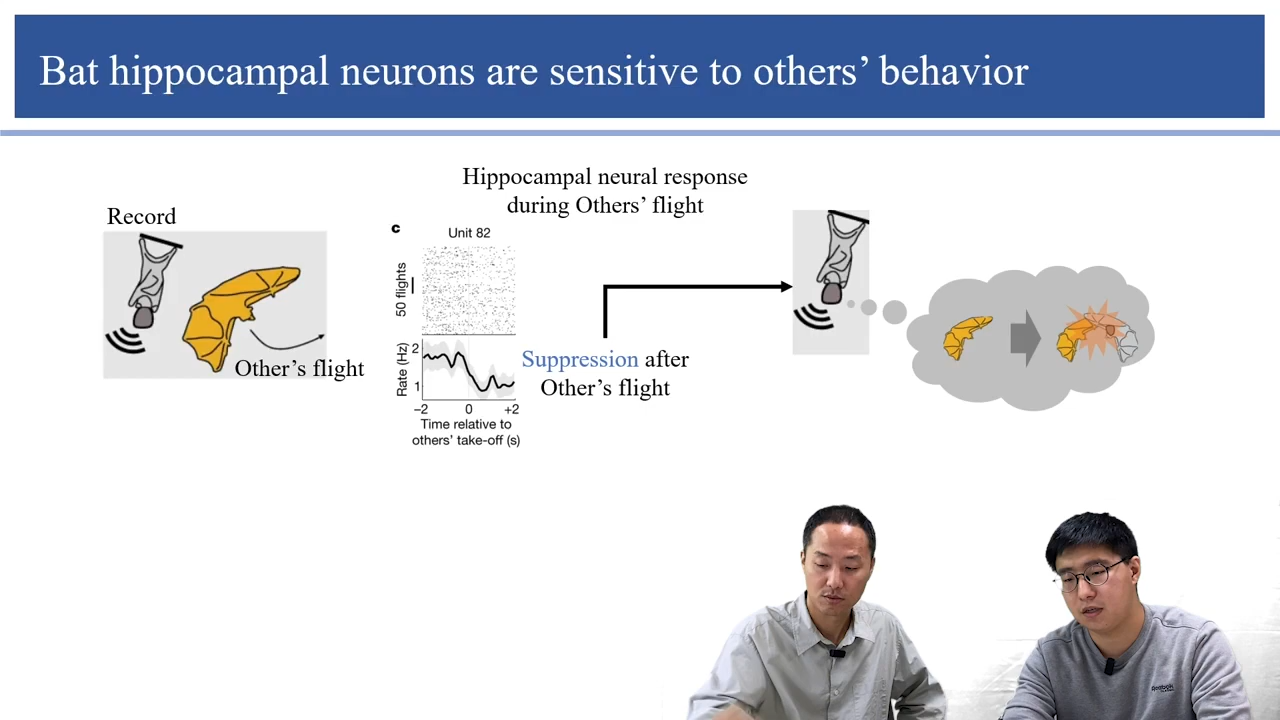 Bat hippocampal neurons are sensitive to others’ behavior
Hippocampal neural response
during Others’ flight
Record
Other’s flight
c
Unit 82
50 flights
Rate (Hz)
2
1
−2 0 +2
Time relative to
others’ take-off (s)
Suppression after
Other’s flight
Reebok